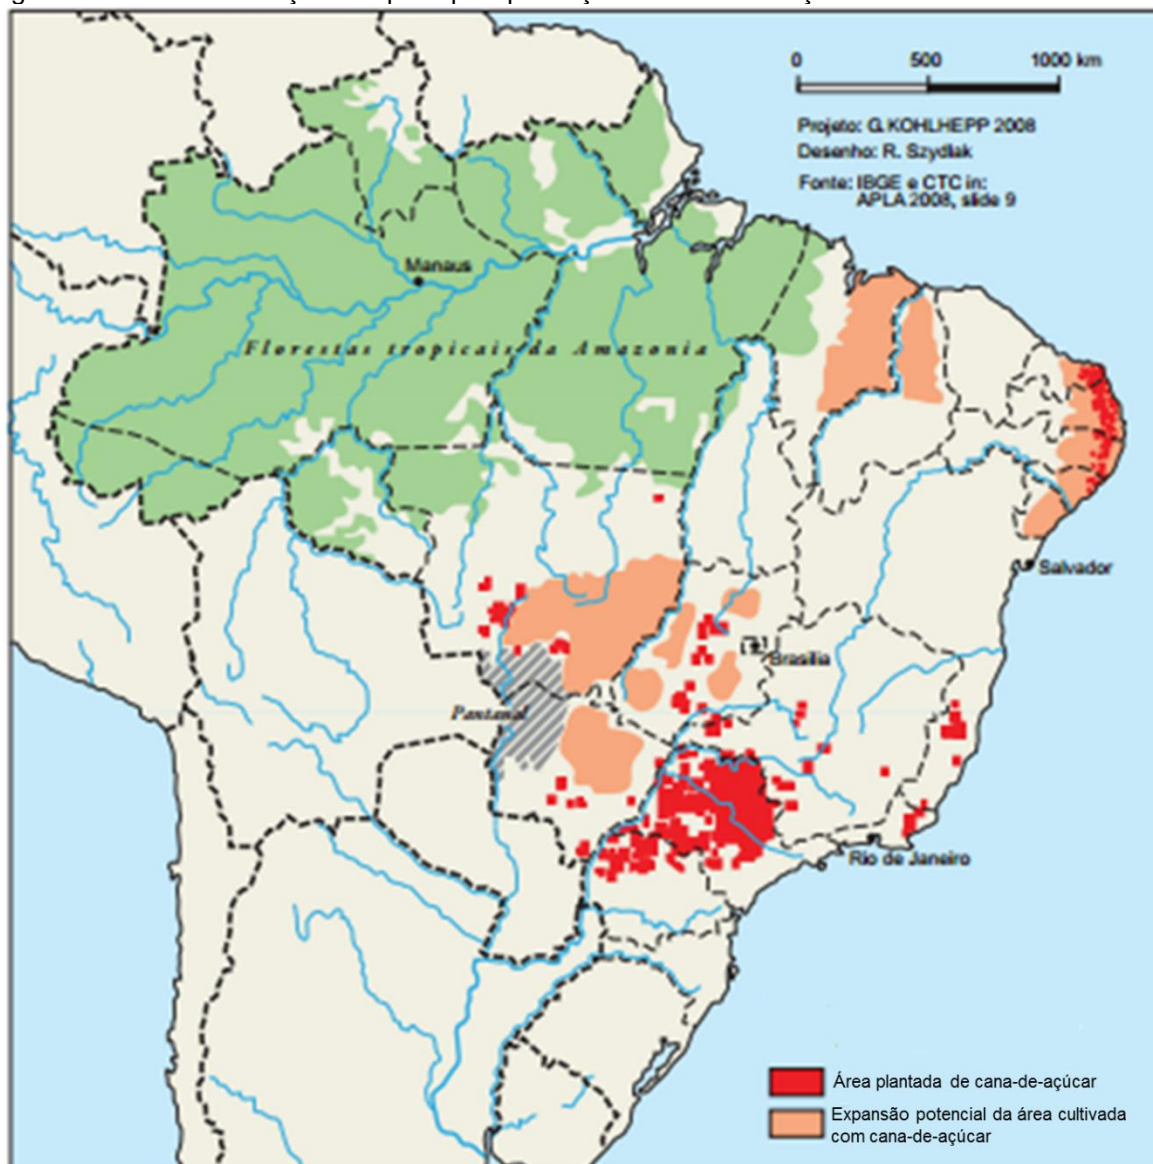 0 500 1000 km
Projeto: G. KOHLHEPP 2008
Desenho: R. Szydlak
Fonte: IBGE e CTC in:
APLA 2008, slide 9
Manaus
Florestas tropicais da Amazonia
Salvador
Brasília
Pantanal
Rio de Janeiro
Área plantada de cana-de-açúcar
Expansão potencial da área cultivada
com cana-de-açúcar